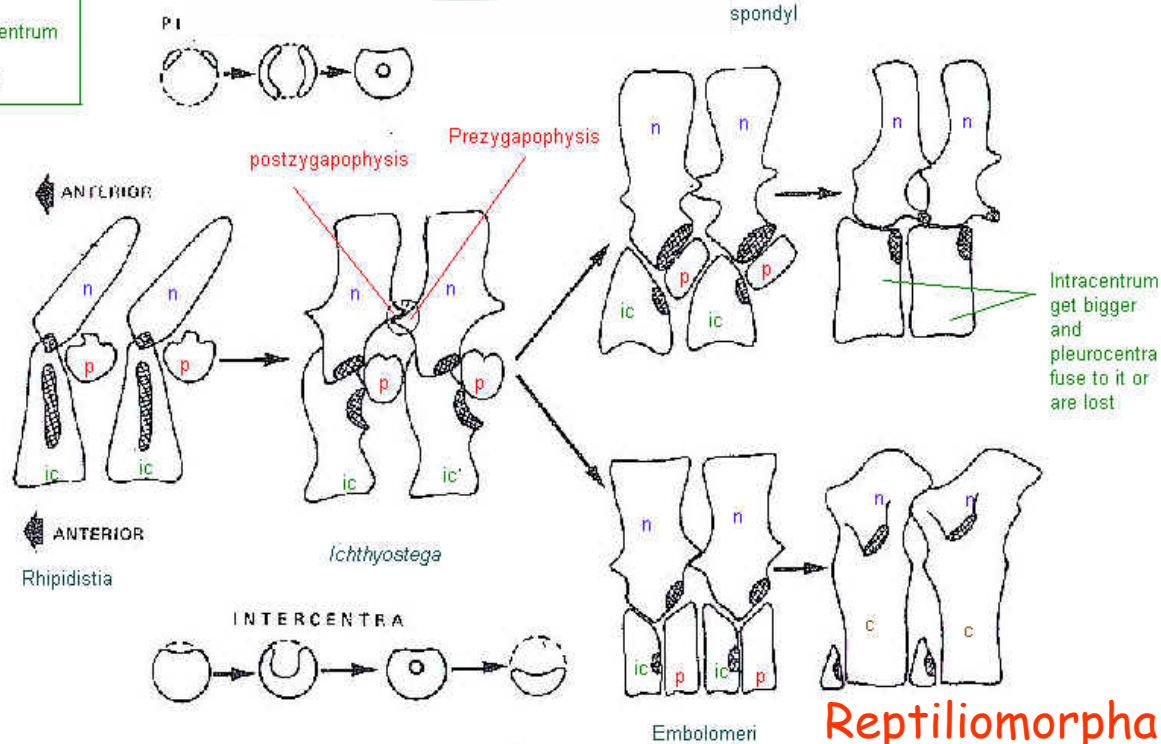 entrum
spondyl
P I
Prezygapophysis
postzygapophysis
ANTERIOR
n
n
n
n
n
n
n
n
p
p
p
p
p
p
ic
ic
ic
ic
ic
ic
Intracentrum
get bigger
and
pleurocentra
fuse to it or
are lost
ANTERIOR
Rhipidistia
Ichthyostega
INTERCENTRA
n
n
n
n
ic
p
ic
p
c
c
Embolomeri
Reptiliomorpha